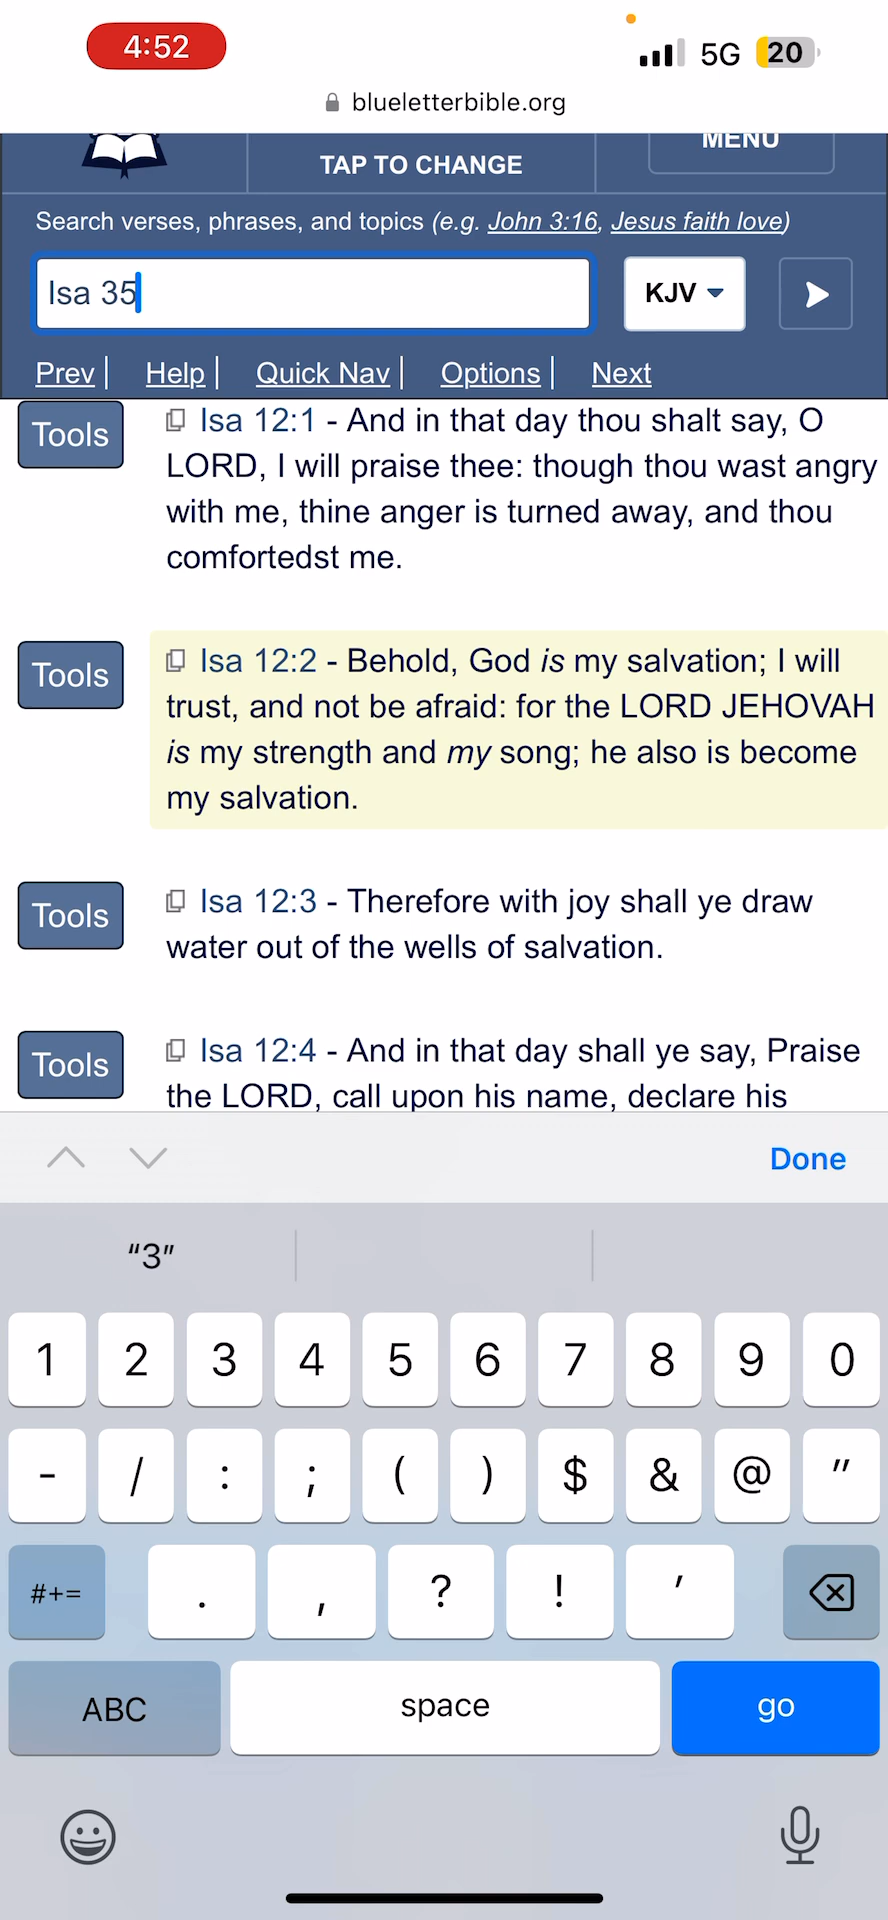 4:52
5G 20
blueletterbible.org
TAP TO CHANGE
MENU
Search verses, phrases, and topics (e.g. John 3:16, Jesus faith love)
Isa 35
KJV
Prev | Help | Quick Nav | Options | Next
Tools
Isa 12:1 - And in that day thou shalt say, O
LORD, I will praise thee: though thou wast angry
with me, thine anger is turned away, and thou
comfortedst me.
Tools
Isa 12:2 - Behold, God is my salvation; I will
trust, and not be afraid: for the LORD JEHOVAH
is my strength and my song; he also is become
my salvation.
Tools
Isa 12:3 - Therefore with joy shall ye draw
water out of the wells of salvation.
Tools
Isa 12:4 - And in that day shall ye say, Praise
the LORD, call upon his name, declare his
Done
“3”
1 2 3 4 5 6 7 8 9 0
- / : ; ( ) $ & @ "
#+= . , ? ! '
ABC space go